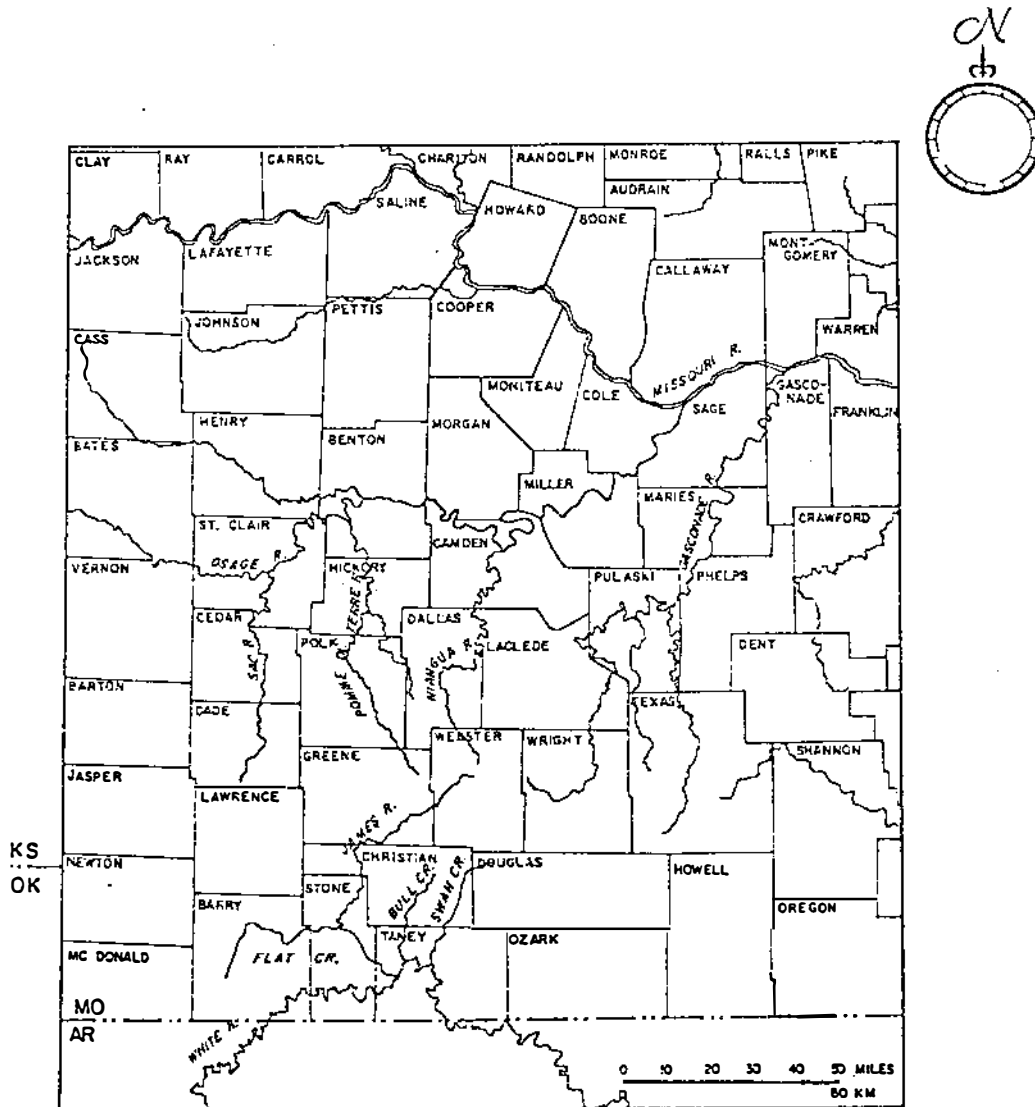 N
CLAY RAY CARROL CHARITON RANDOLPH MONROE RALLS PIKE
AUDRAIN
SALINE HOWARD BOONE
JACKSON LAFAYETTE CALLAWAY MONT-
GOMERY
JOHNSON PETTIS COOPER WARREN
CASS
MONITEAU COLE MISSOURI R. SAGE GASCO-
NADE FRANKLIN
HENRY BENTON MORGAN
BATES
MILLER MARIES GASCONADE R. CRAWFORD
ST. CLAIR CAMDEN
VERNON OSAGE R. HICKORY PULASKI PHELPS
CEDAR SAC R. POLK POMME DE TERRE R. DALLAS NIANGUA R. LACLEDE DENT
BARTON CADE TEXAS
GREENE WEBSTER WRIGHT SHANNON
JASPER LAWRENCE
JAMES R.
KS
OK
NEWTON CHRISTIAN DOUGLAS HOWELL
BARRY STONE BULL CR. SWAN CR. OREGON
TANEY OZARK
MC DONALD FLAT CR.
MO
AR
WHITE R.
0 10 20 30 40 50 MILES
0 80 KM